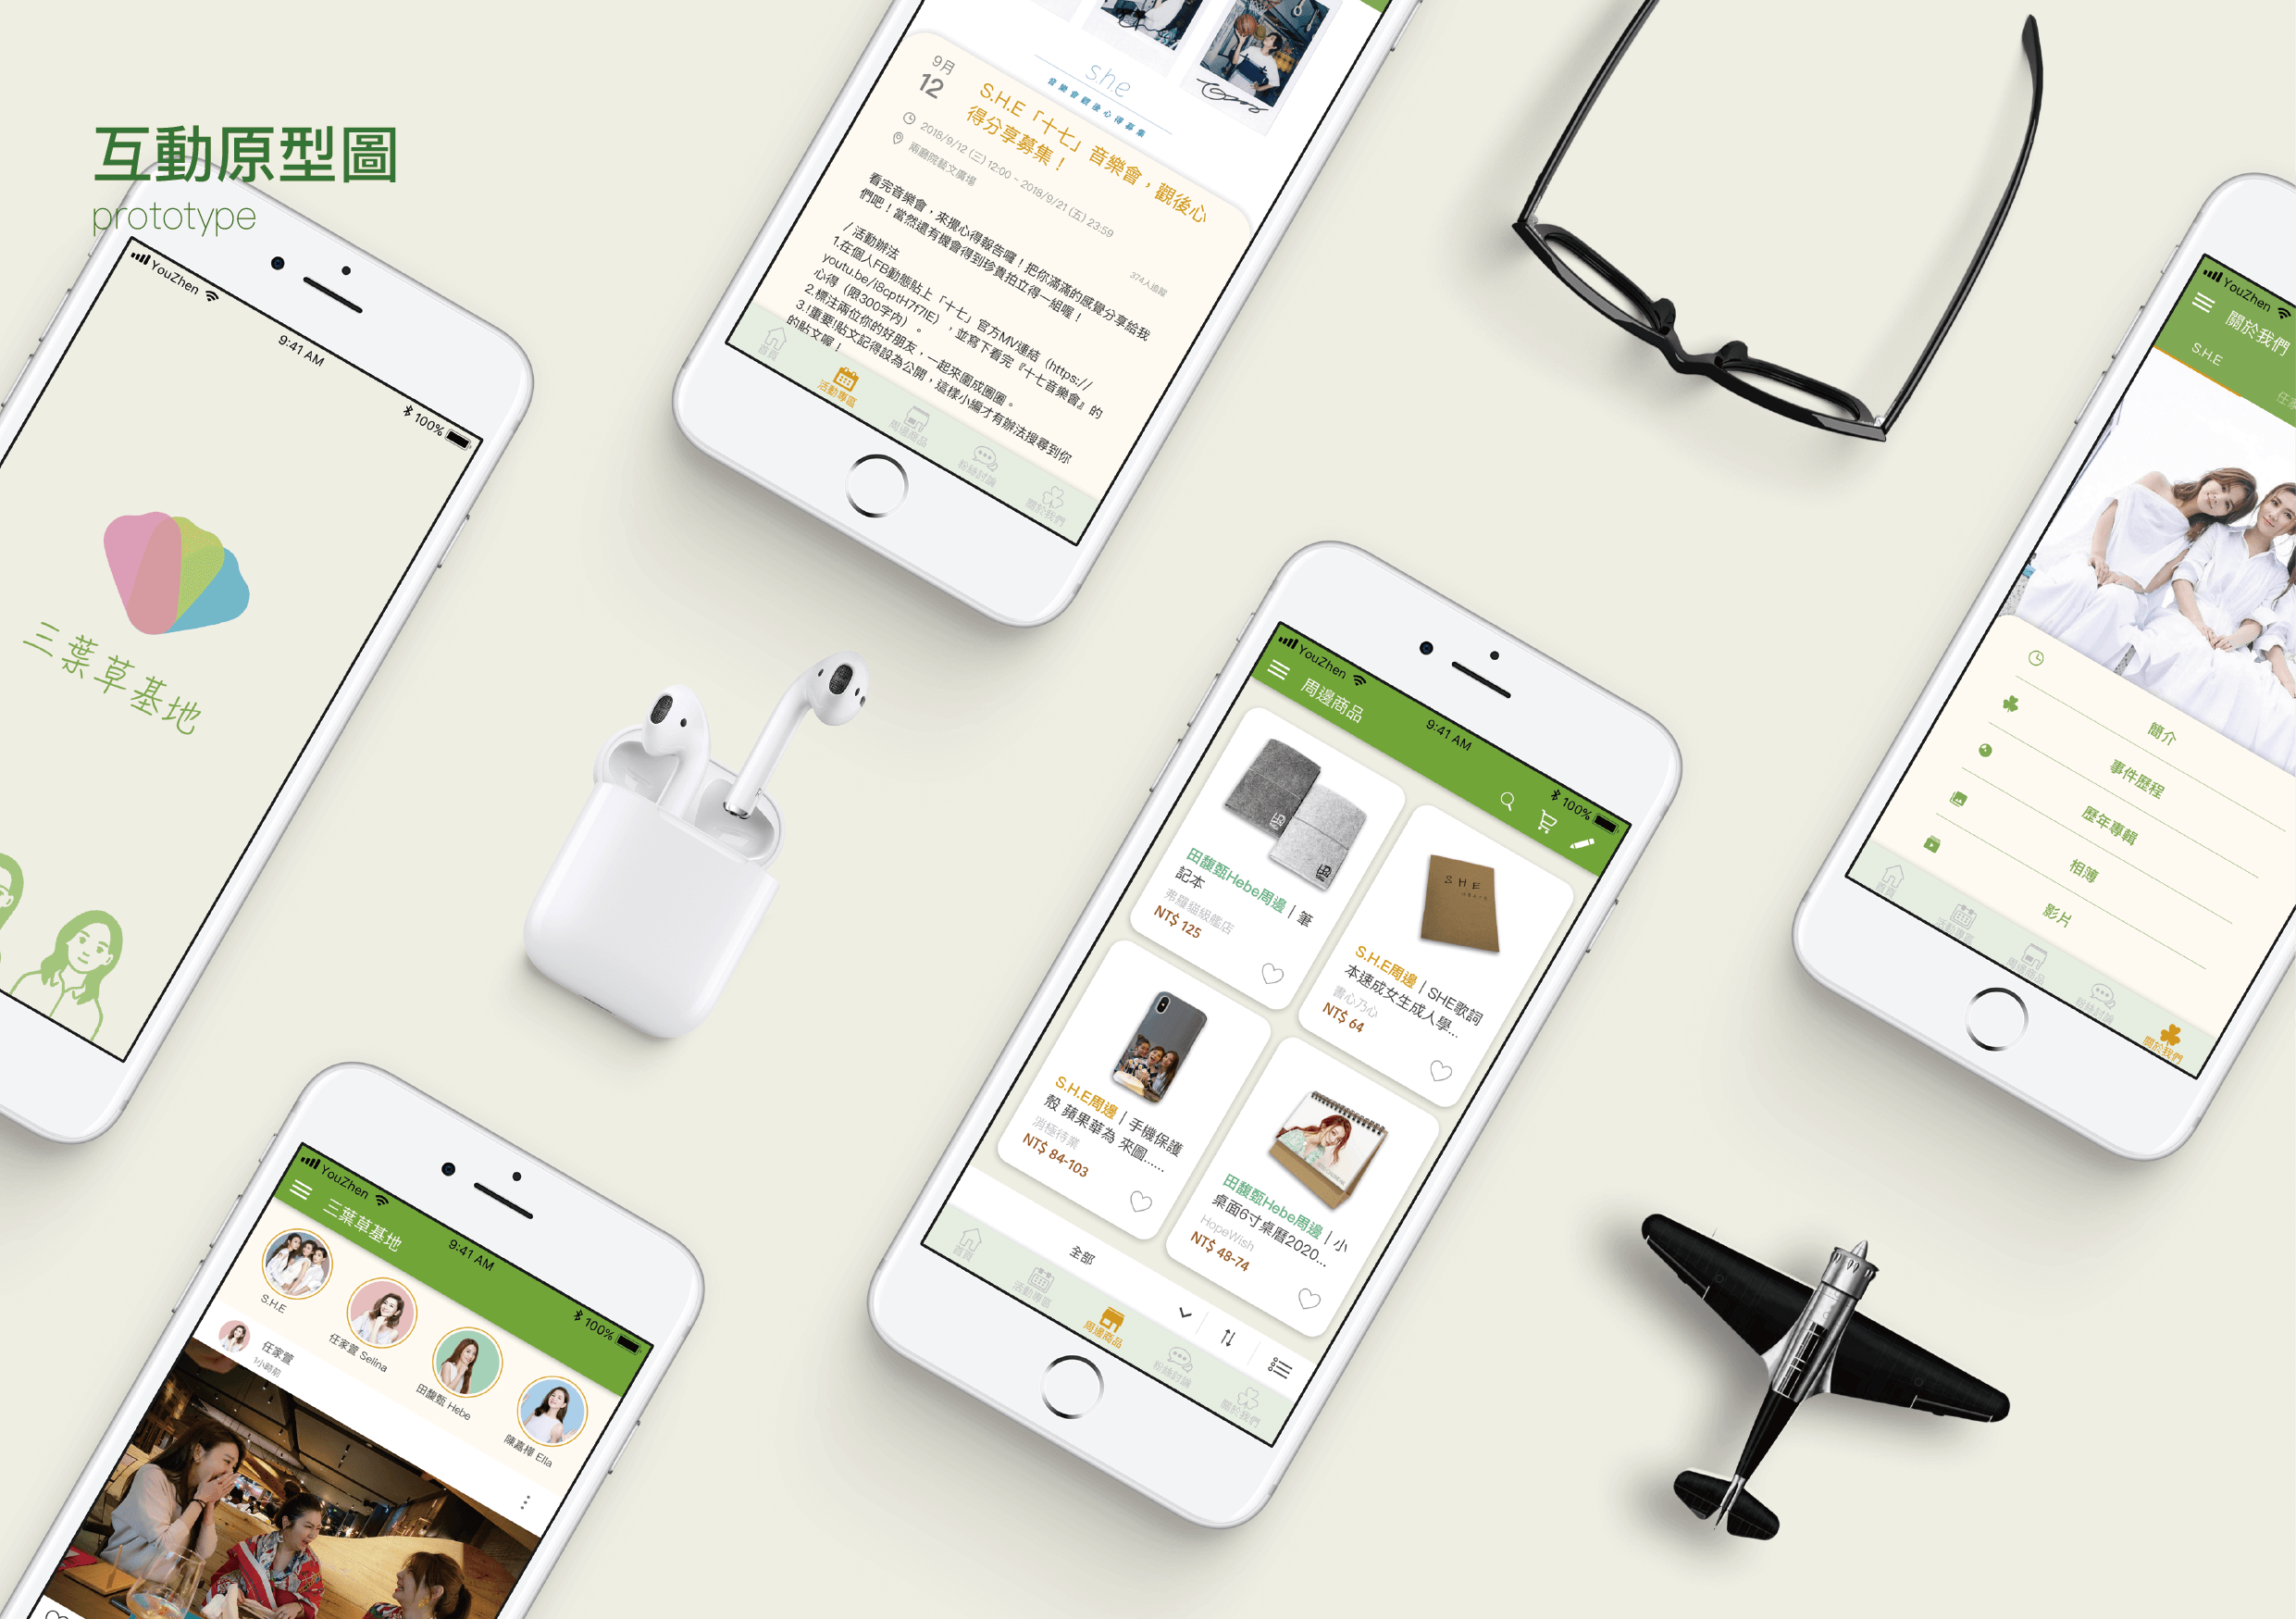 互動原型圖
prototype
YouZhen
9:41 AM
100%
三葉草基地
s.h.e
音樂會觀後心得募集
9月
12
S.H.E「十七」音樂會，觀後心
得分享募集！
2018/9/12 (三) 12:00 ~ 2018/9/21 (五) 23:59
兩廳院藝文廣場
374人追蹤
看完音樂會，來攪心得報告囉！把你滿滿的感覺分享給我
們吧！當然還有機會得到珍貴拍立得一組喔！
/ 活動辦法
1.在個人FB動態貼上「十七」官方MV連結（https://
youtu.be/i8cptH7f7IE），並寫下看完『十七音樂會』的
心得（限300字內）。
2.標注兩位你的好朋友，一起來圍成圈圈。
3.!重要!貼文記得設為公開，這樣小編才有辦法搜尋到你
的貼文喔！
首頁
活動專區
周邊商品
粉絲討論
關於我們
YouZhen
關於我們
S.H.E
簡介
事件歷程
歷年專輯
相簿
影片
首頁
活動專區
周邊商品
粉絲討論
關於我們
YouZhen
9:41 AM
100%
周邊商品
田馥甄Hebe周邊｜筆
記本
弗蘿貓級艦店
NT$ 125
S H E
S.H.E周邊｜SHE歌詞
本速成女生成人學...
書心乃心
NT$ 64
S.H.E周邊｜手機保護
殼 蘋果華為 來圖......
消極待業
NT$ 84-103
田馥甄Hebe周邊｜小
桌面6寸桌曆2020...
HopeWish
NT$ 48-74
全部
首頁
活動專區
周邊商品
粉絲討論
關於我們
YouZhen
9:41 AM
100%
三葉草基地
S.H.E
任家萱 Selina
田馥甄 Hebe
陳嘉樺 Ella
任家萱
1小時前